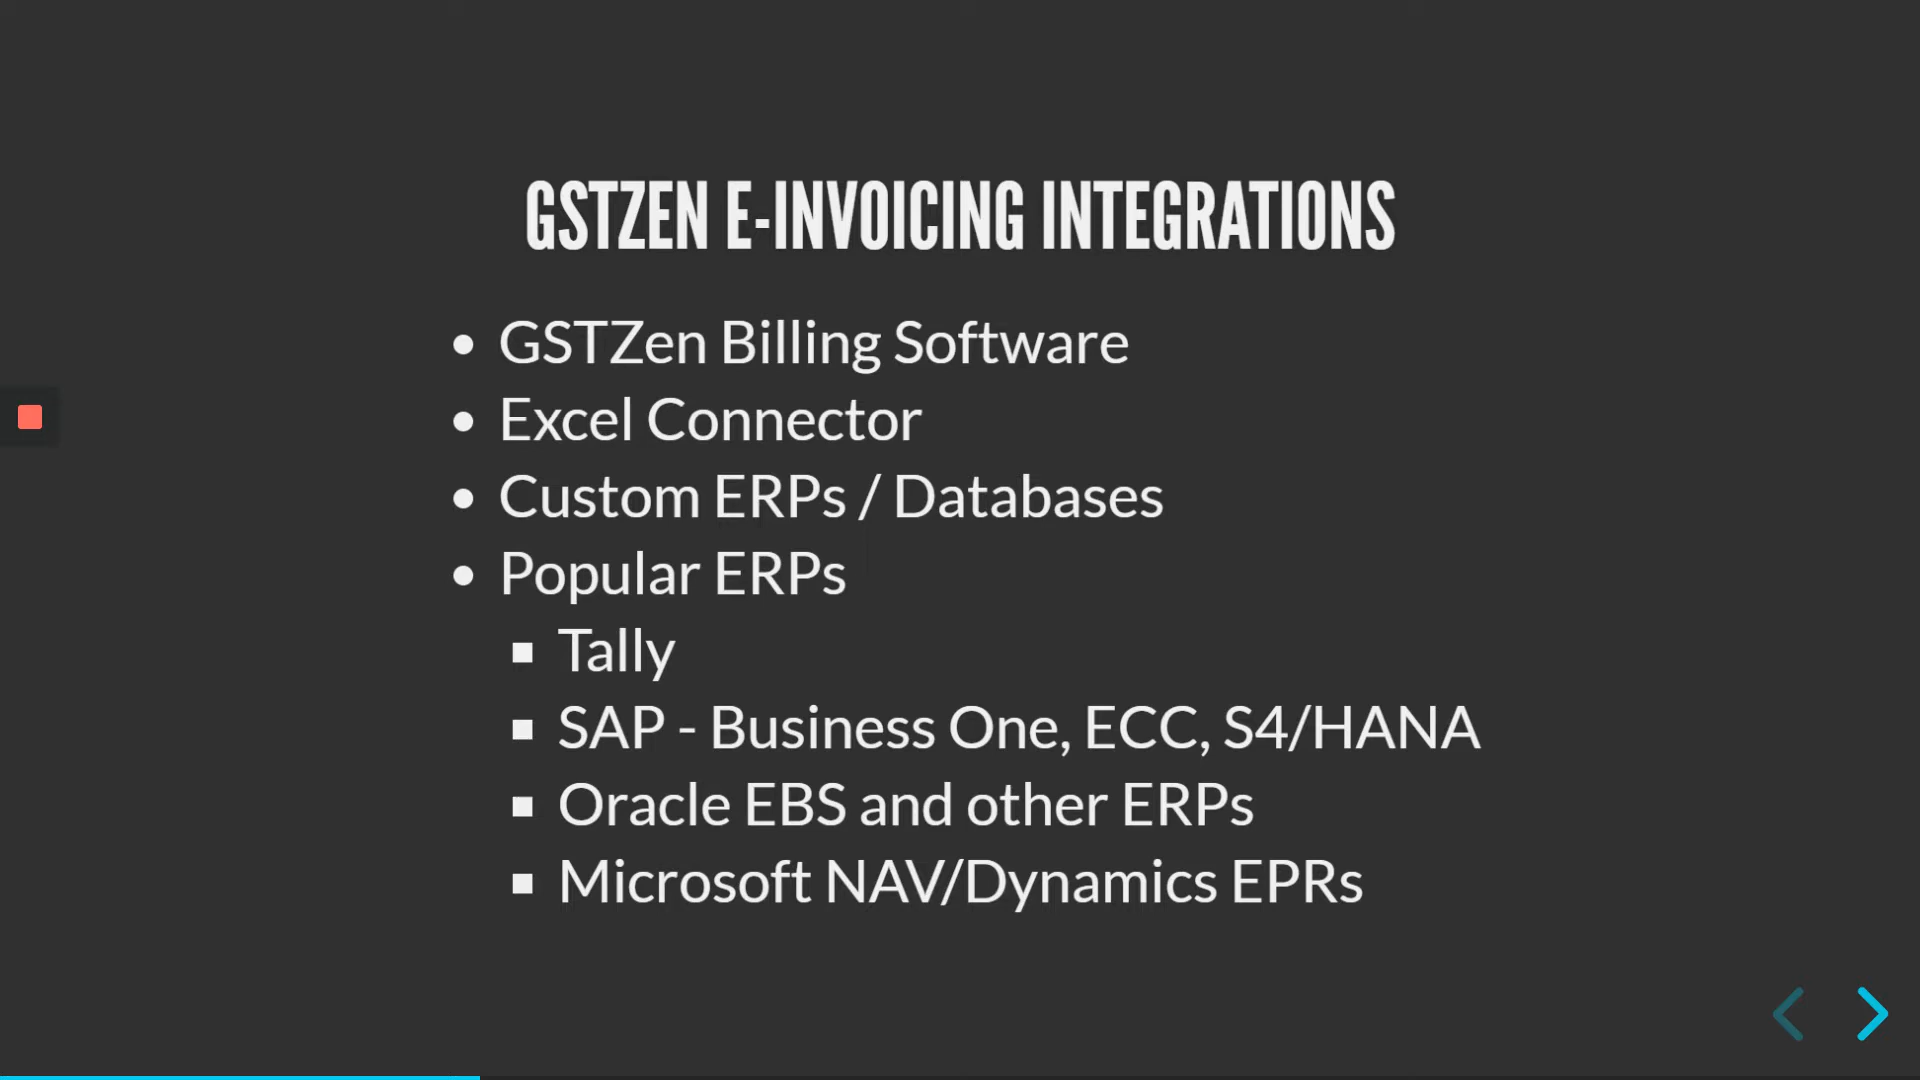 GSTZEN E-INVOICING INTEGRATIONS
GSTZen Billing Software
Excel Connector
Custom ERPs / Databases
Popular ERPs
Tally
SAP - Business One, ECC, S4/HANA
Oracle EBS and other ERPs
Microsoft NAV/Dynamics EPRs